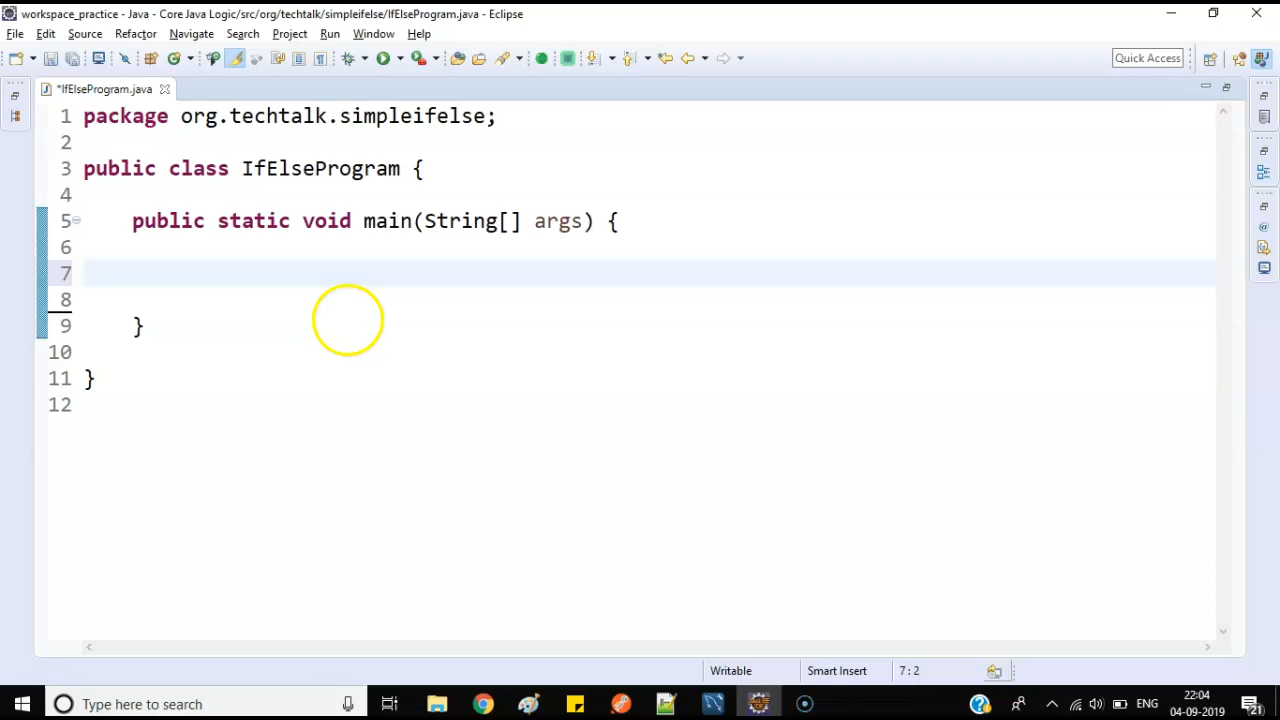 workspace_practice - Java - Core Java Logic/src/org/techtalk/simpleifelse/IfElseProgram.java - Eclipse
File Edit Source Refactor Navigate Search Project Run Window Help
Quick Access
*IfElseProgram.java
1 package org.techtalk.simpleifelse;
2
3 public class IfElseProgram {
4
5 public static void main(String[] args) {
6
7
8
9 }
10
11 }
12
Writable Smart Insert 7 : 2
Type here to search
ENG
22:04
04-09-2019
21